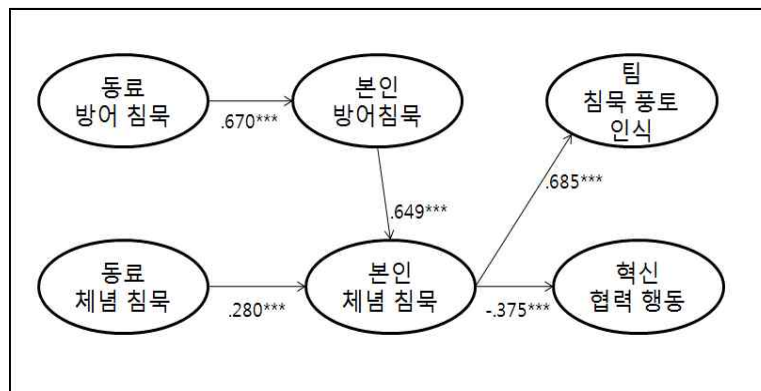 동료
방어 침묵
.670***
본인
방어침묵
팀
침묵 풍토
인식
.649***
.685***
동료
체념 침묵
.280***
본인
체념 침묵
-.375***
혁신
협력 행동